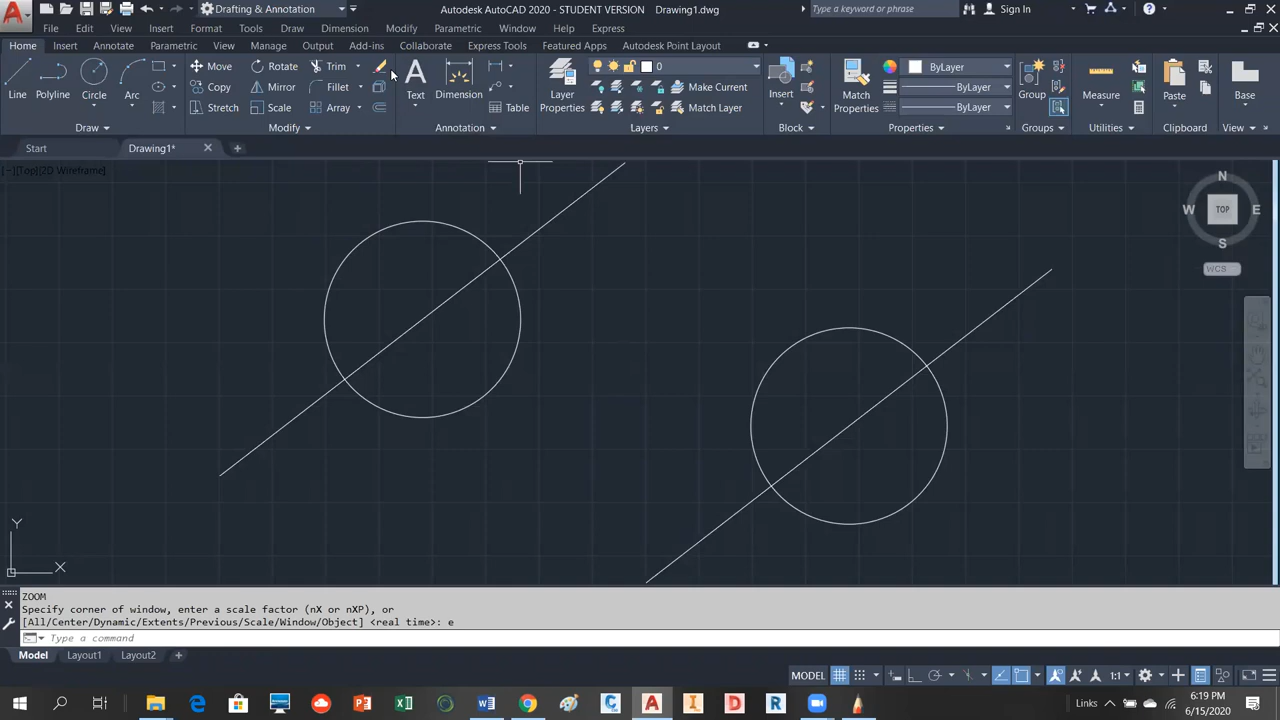 Drafting & Annotation
Autodesk AutoCAD 2020 - STUDENT VERSION Drawing1.dwg
Type a keyword or phrase
Sign In
File Edit View Insert Format Tools Draw Dimension Modify Parametric Window Help Express
Home Insert Annotate Parametric View Manage Output Add-ins Collaborate Express Tools Featured Apps Autodesk Point Layout
Line Polyline Circle Arc
Move Rotate Trim
Copy Mirror Fillet
Stretch Scale Array
Text Dimension Table
Layer Properties
0
Make Current
Match Layer
Insert
Match Properties
ByLayer
ByLayer
ByLayer
Group
Measure
Paste
Base
Draw Modify Annotation Layers Block Properties Groups Utilities Clipboard View
Start Drawing1*
[−][Top][2D Wireframe]
N
W TOP E
S
WCS
Y
X
ZOOM
Specify corner of window, enter a scale factor (nX or nXP), or
[All/Center/Dynamic/Extents/Previous/Scale/Window/Object] <real time>: e
Type a command
Model Layout1 Layout2
MODEL 1:1
Links 6:19 PM
6/15/2020